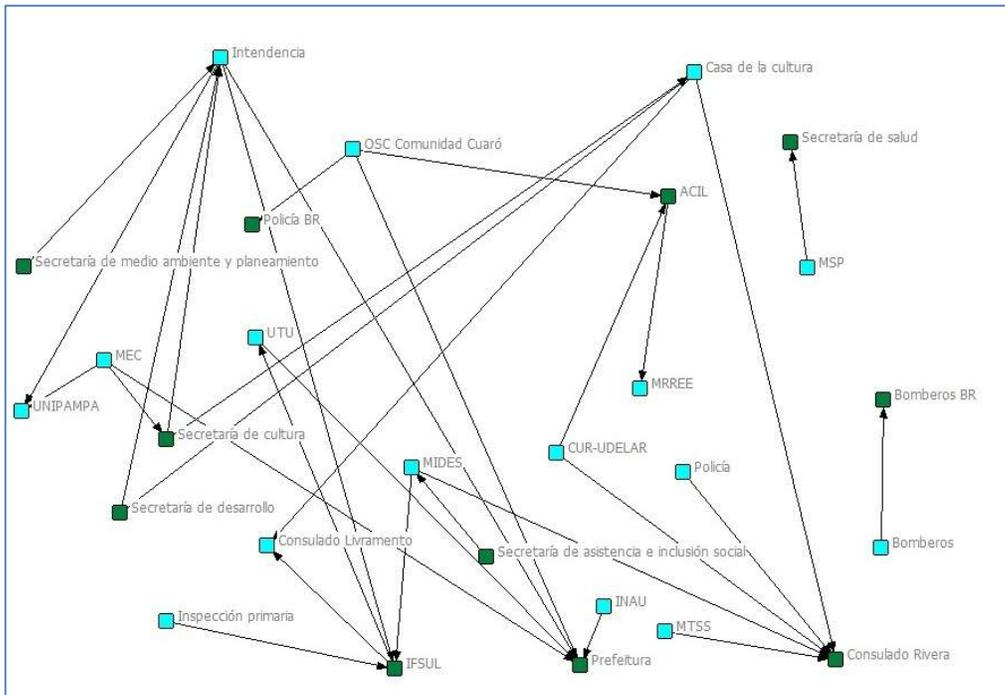 Intendencia
Casa de la cultura
Secretaría de salud
OSC Comunidad Cuaró
ACIL
Policía BR
Secretaría de medio ambiente y planeamiento
MSP
UTU
MEC
MRREE
Bomberos BR
UNIPAMPA
Secretaría de cultura
CUR-UDELAR
MIDES
Policía
Secretaría de desarrollo
Consulado Livramento
Secretaría de asistencia e inclusión social
Bomberos
INAU
Inspección primaria
MTSS
Consulado Rivera
IFSUL
Prefeitura